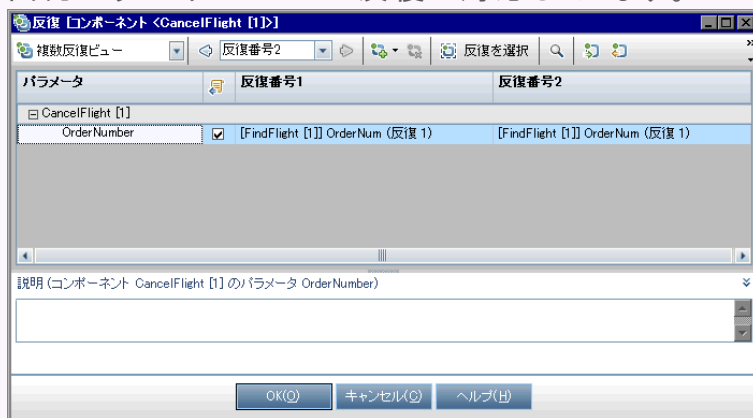 反復 [コンポーネント <CancelFlight [1]>]
複数反復ビュー 反復番号2 反復を選択
パラメータ 反復番号1 反復番号2
CancelFlight [1]
OrderNumber [FindFlight [1]] OrderNum (反復 1) [FindFlight [1]] OrderNum (反復 1)
説明 (コンポーネント CancelFlight [1] のパラメータ OrderNumber)
OK(O) キャンセル(C) ヘルプ(H)